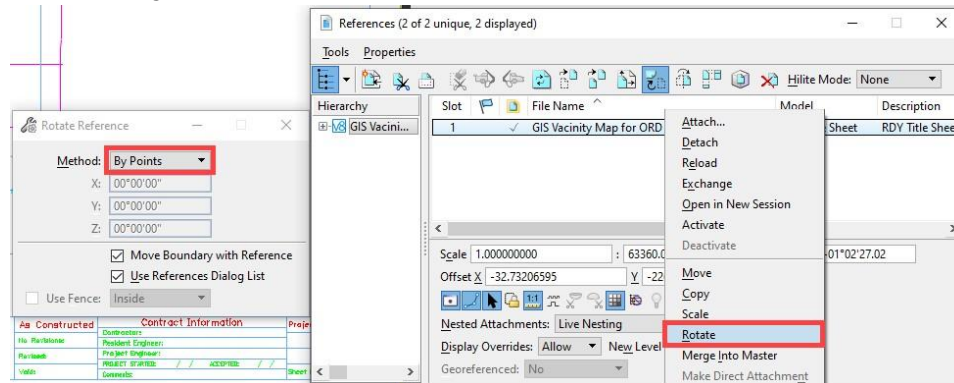 References (2 of 2 unique, 2 displayed)
Tools Properties
Hilite Mode: None
Hierarchy
GIS Vacini...
Slot File Name Model Description
1 GIS Vacinity Map for ORD Sheet RDY Title Shee
Attach...
Detach
Reload
Exchange
Open in New Session
Activate
Deactivate
Move
Copy
Scale
Rotate
Merge Into Master
Make Direct Attachment
Scale 1.000000000 : 63360.0 -01°02'27.02
Offset X -32.73206595 Y -22
Nested Attachments: Live Nesting
Display Overrides: Allow New Level
Georeferenced: No
Rotate Reference
Method: By Points
X: 00°00'00"
Y: 00°00'00"
Z: 00°00'00"
Move Boundary with Reference
Use References Dialog List
Use Fence: Inside
As Constructed Contract Information Proje
No Revisions: Contractor:
Resident Engineer:
Revised: Project Engineer:
PROJECT STARTED: / / ACCEPTED: / /
Void: Comments:
Sheet